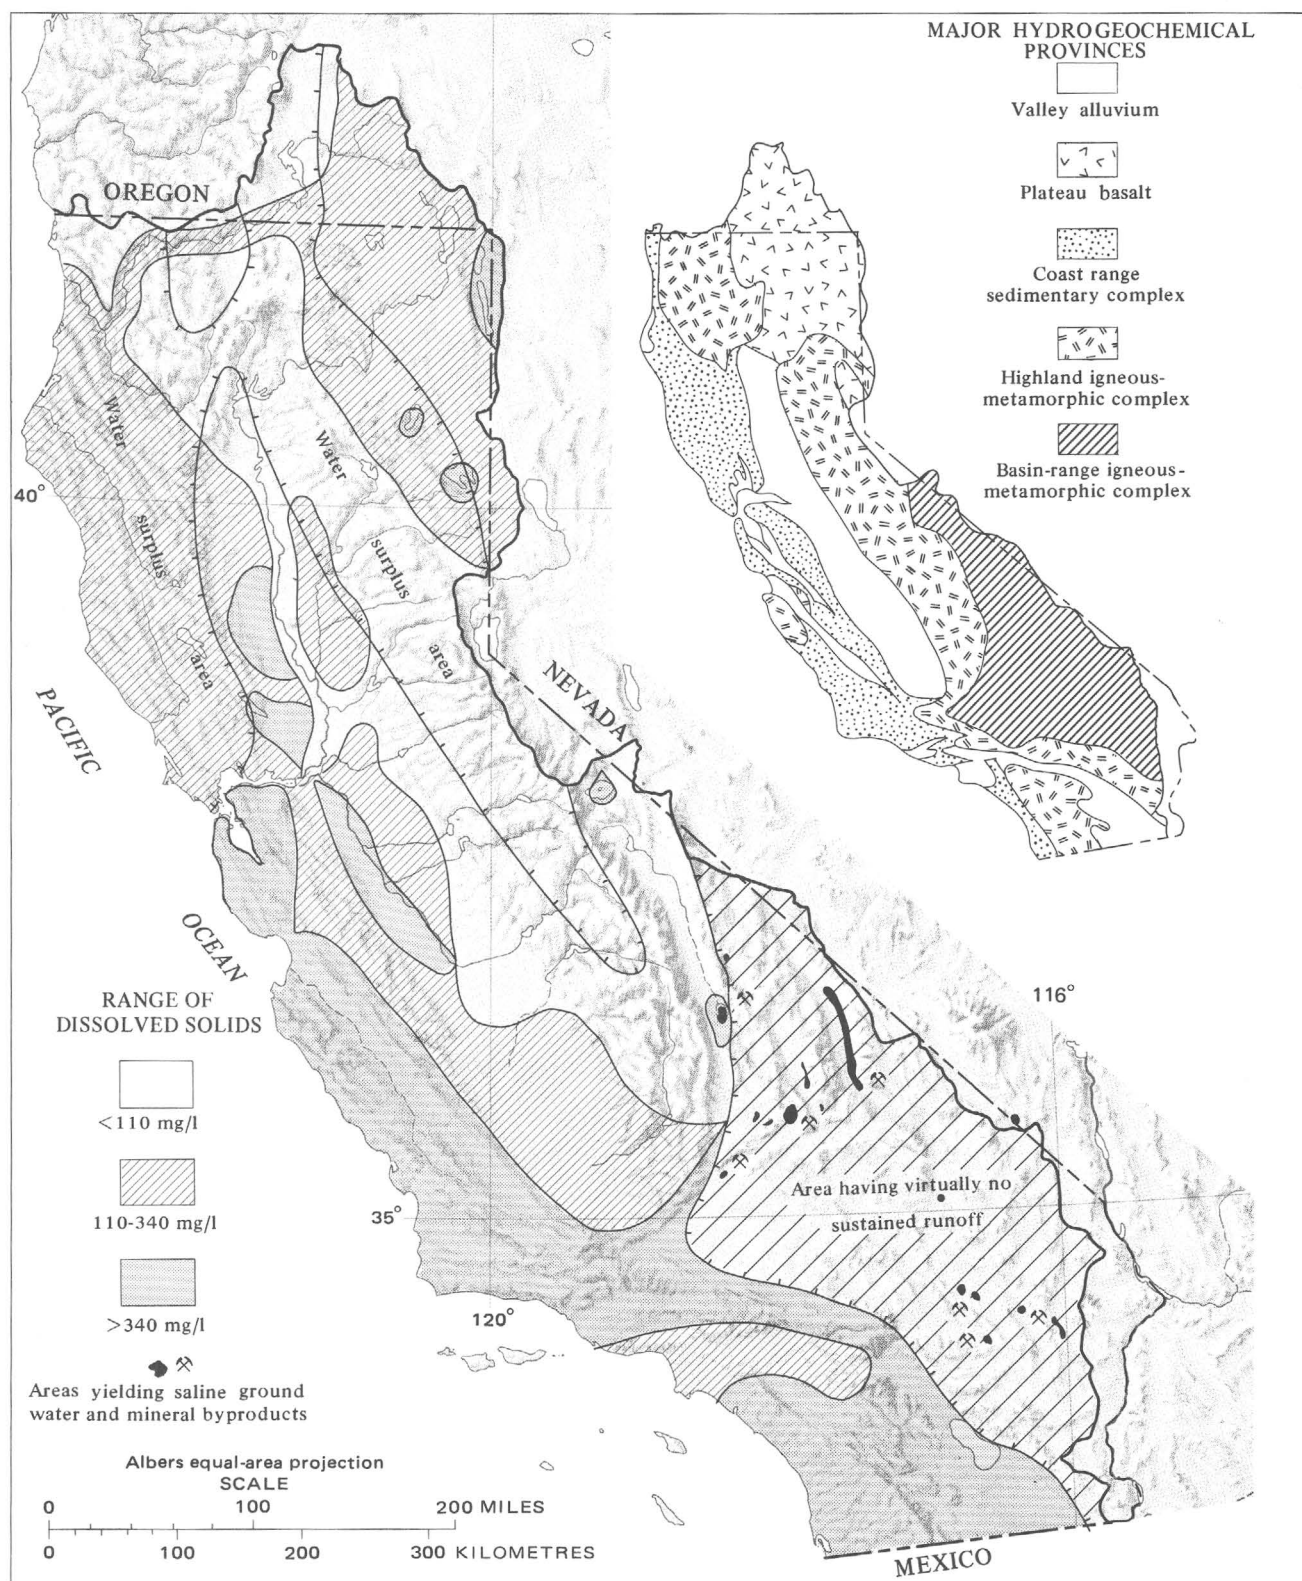 MAJOR HYDROGEOCHEMICAL
PROVINCES
Valley alluvium
Plateau basalt
Coast range
sedimentary complex
Highland igneous-
metamorphic complex
Basin-range igneous-
metamorphic complex
OREGON
Water
surplus
area
Water
surplus
area
40°
NEVADA
PACIFIC
OCEAN
116°
Area having virtually no
sustained runoff
35°
120°
MEXICO
RANGE OF
DISSOLVED SOLIDS
<110 mg/l
110-340 mg/l
>340 mg/l
Areas yielding saline ground
water and mineral byproducts
Albers equal-area projection
SCALE
0 100 200 MILES
0 100 200 300 KILOMETRES